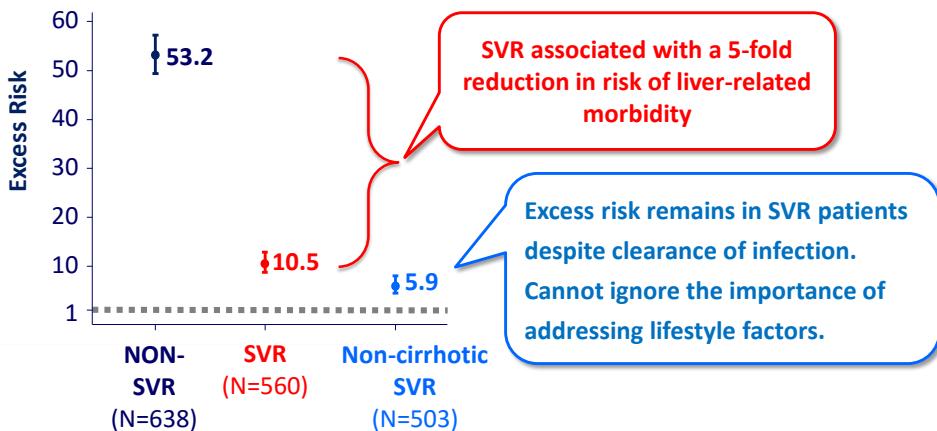 60
50
40
30
20
10
1
Excess Risk
53.2
10.5
5.9
SVR associated with a 5-fold
reduction in risk of liver-related
morbidity
Excess risk remains in SVR patients
despite clearance of infection.
Cannot ignore the importance of
addressing lifestyle factors.
NON-
SVR
(N=638)
SVR
(N=560)
Non-cirrhotic
SVR
(N=503)